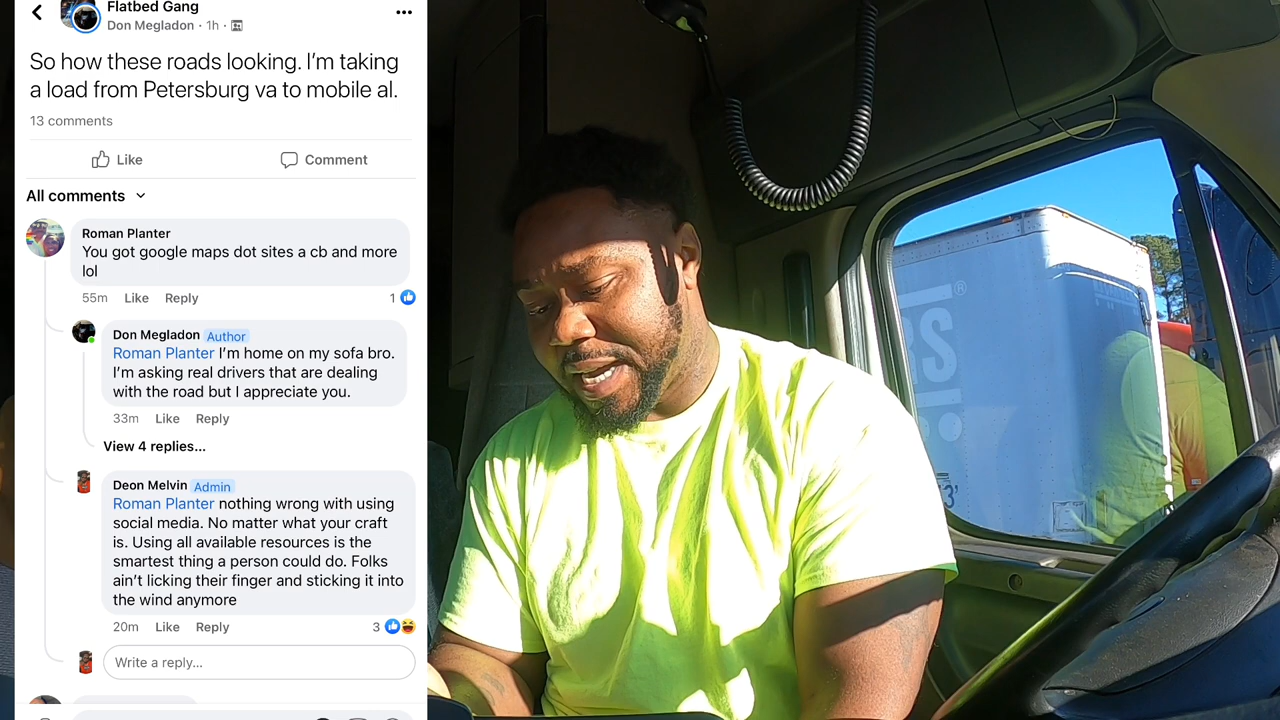 Flatbed Gang
Don Megladon · 1h ·
So how these roads looking. I'm taking
a load from Petersburg va to mobile al.
13 comments
Like
Comment
All comments
Roman Planter
You got google maps dot sites a cb and more
lol
55m Like Reply 1
Don Megladon Author
Roman Planter I'm home on my sofa bro.
I'm asking real drivers that are dealing
with the road but I appreciate you.
33m Like Reply
View 4 replies...
Deon Melvin Admin
Roman Planter nothing wrong with using
social media. No matter what your craft
is. Using all available resources is the
smartest thing a person could do. Folks
ain't licking their finger and sticking it into
the wind anymore
20m Like Reply 3
Write a reply...
RS®
3'